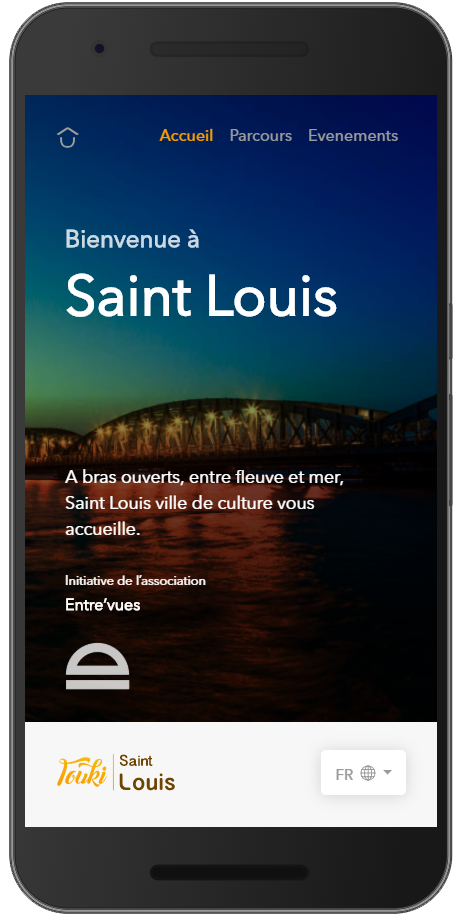 Accueil Parcours Evenements
Bienvenue à
Saint Louis
A bras ouverts, entre fleuve et mer,
Saint Louis ville de culture vous
accueille.
Initiative de l'association
Entre'vues
Touki
Saint
Louis
FR